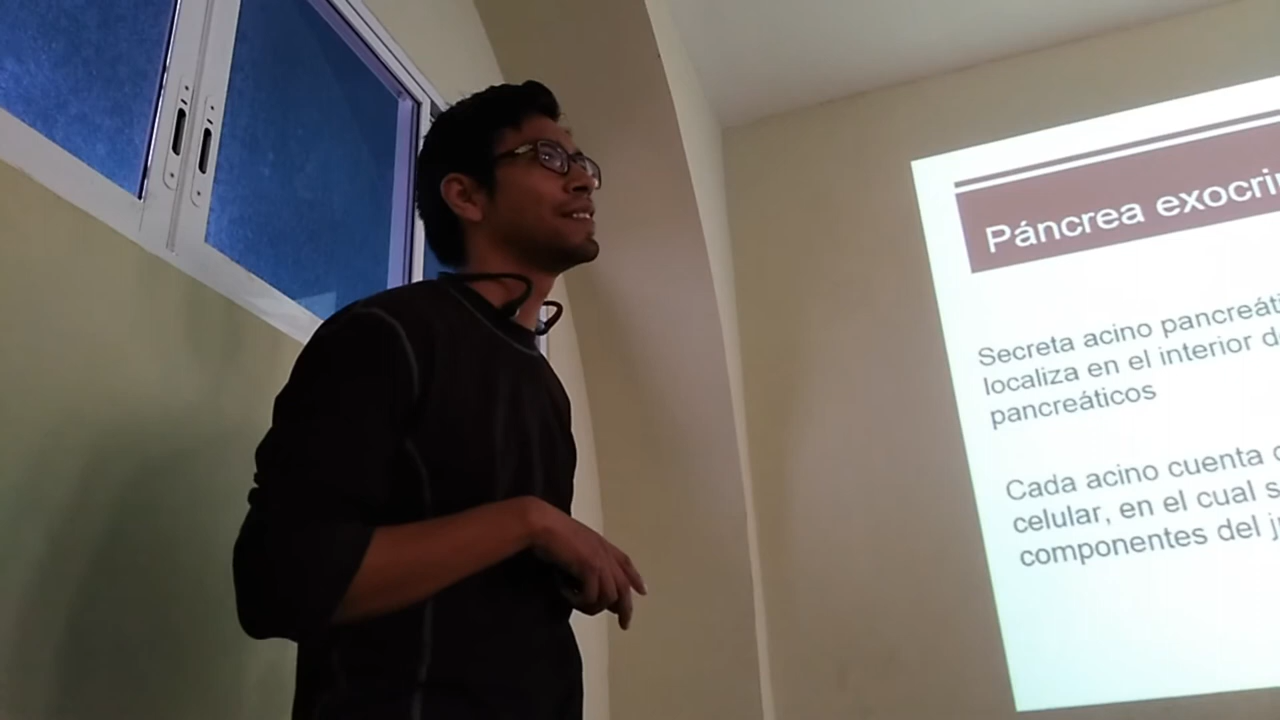 Páncrea exocri
Secreta acino pancreáti
localiza en el interior d
pancreáticos
Cada acino cuenta
celular, en el cual s
componentes del j